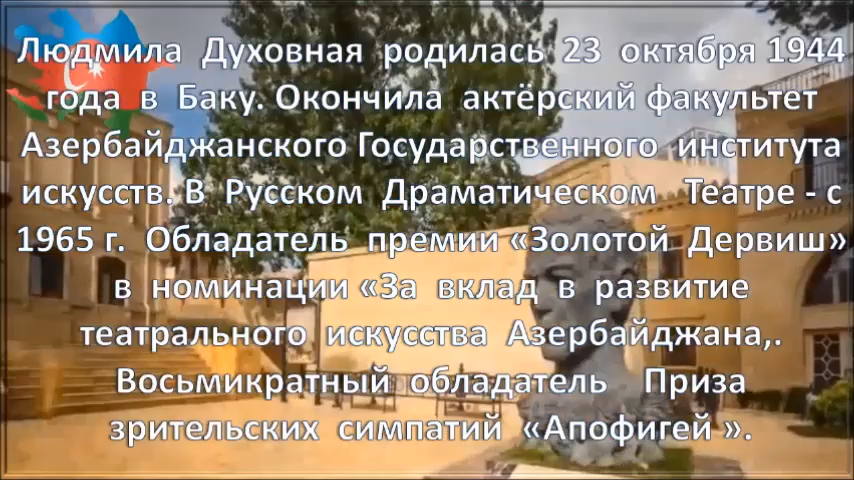 Людмила Духовная родилась 23 октября 1944
года в Баку. Окончила актёрский факультет
Азербайджанского Государственного института
искусств. В Русском Драматическом Театре - с
1965 г. Обладатель премии «Золотой Дервиш»
в номинации «За вклад в развитие
театрального искусства Азербайджана,.
Восьмикратный обладатель Приза
зрительских симпатий «Апофигей ».